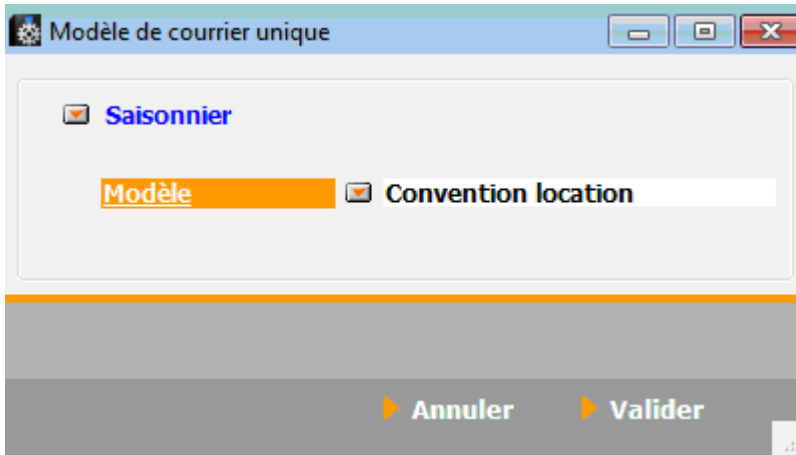 Modèle de courrier unique
Saisonnier
Modèle Convention location
Annuler Valider